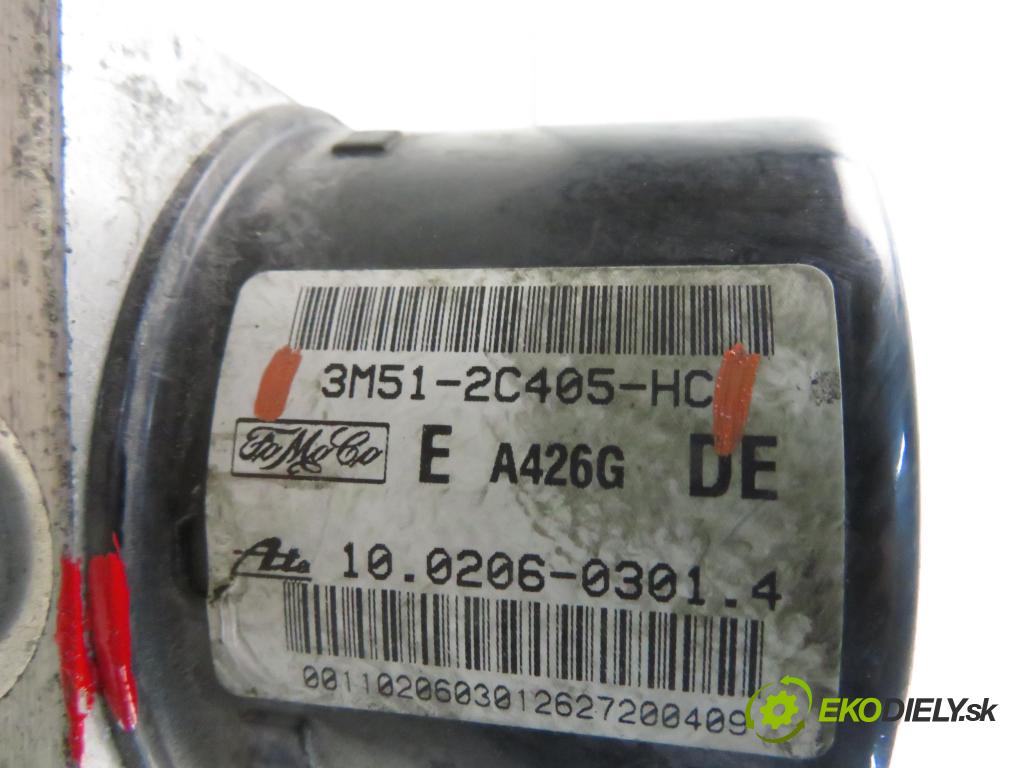 3M51-2C405-HC
FoMoCo E A426G DE
Ate 10.0206-0301.4
0011020603012627200409
EKODIELY.sk